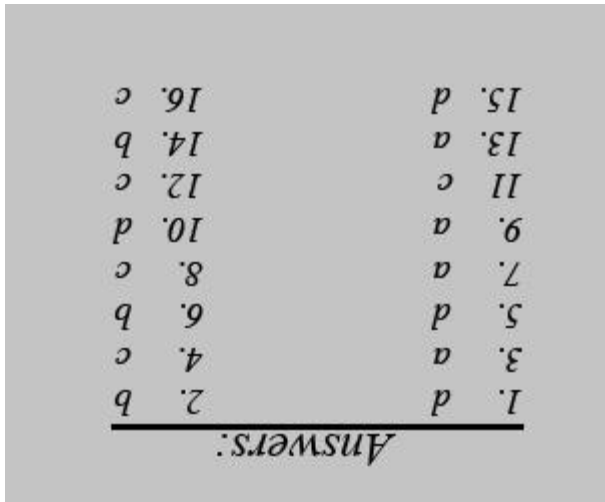 Answers:
1. d 2. b
3. a 4. c
5. d 6. b
7. a 8. c
9. a 10. d
11 c 12. c
13. a 14. b
15. d 16. c